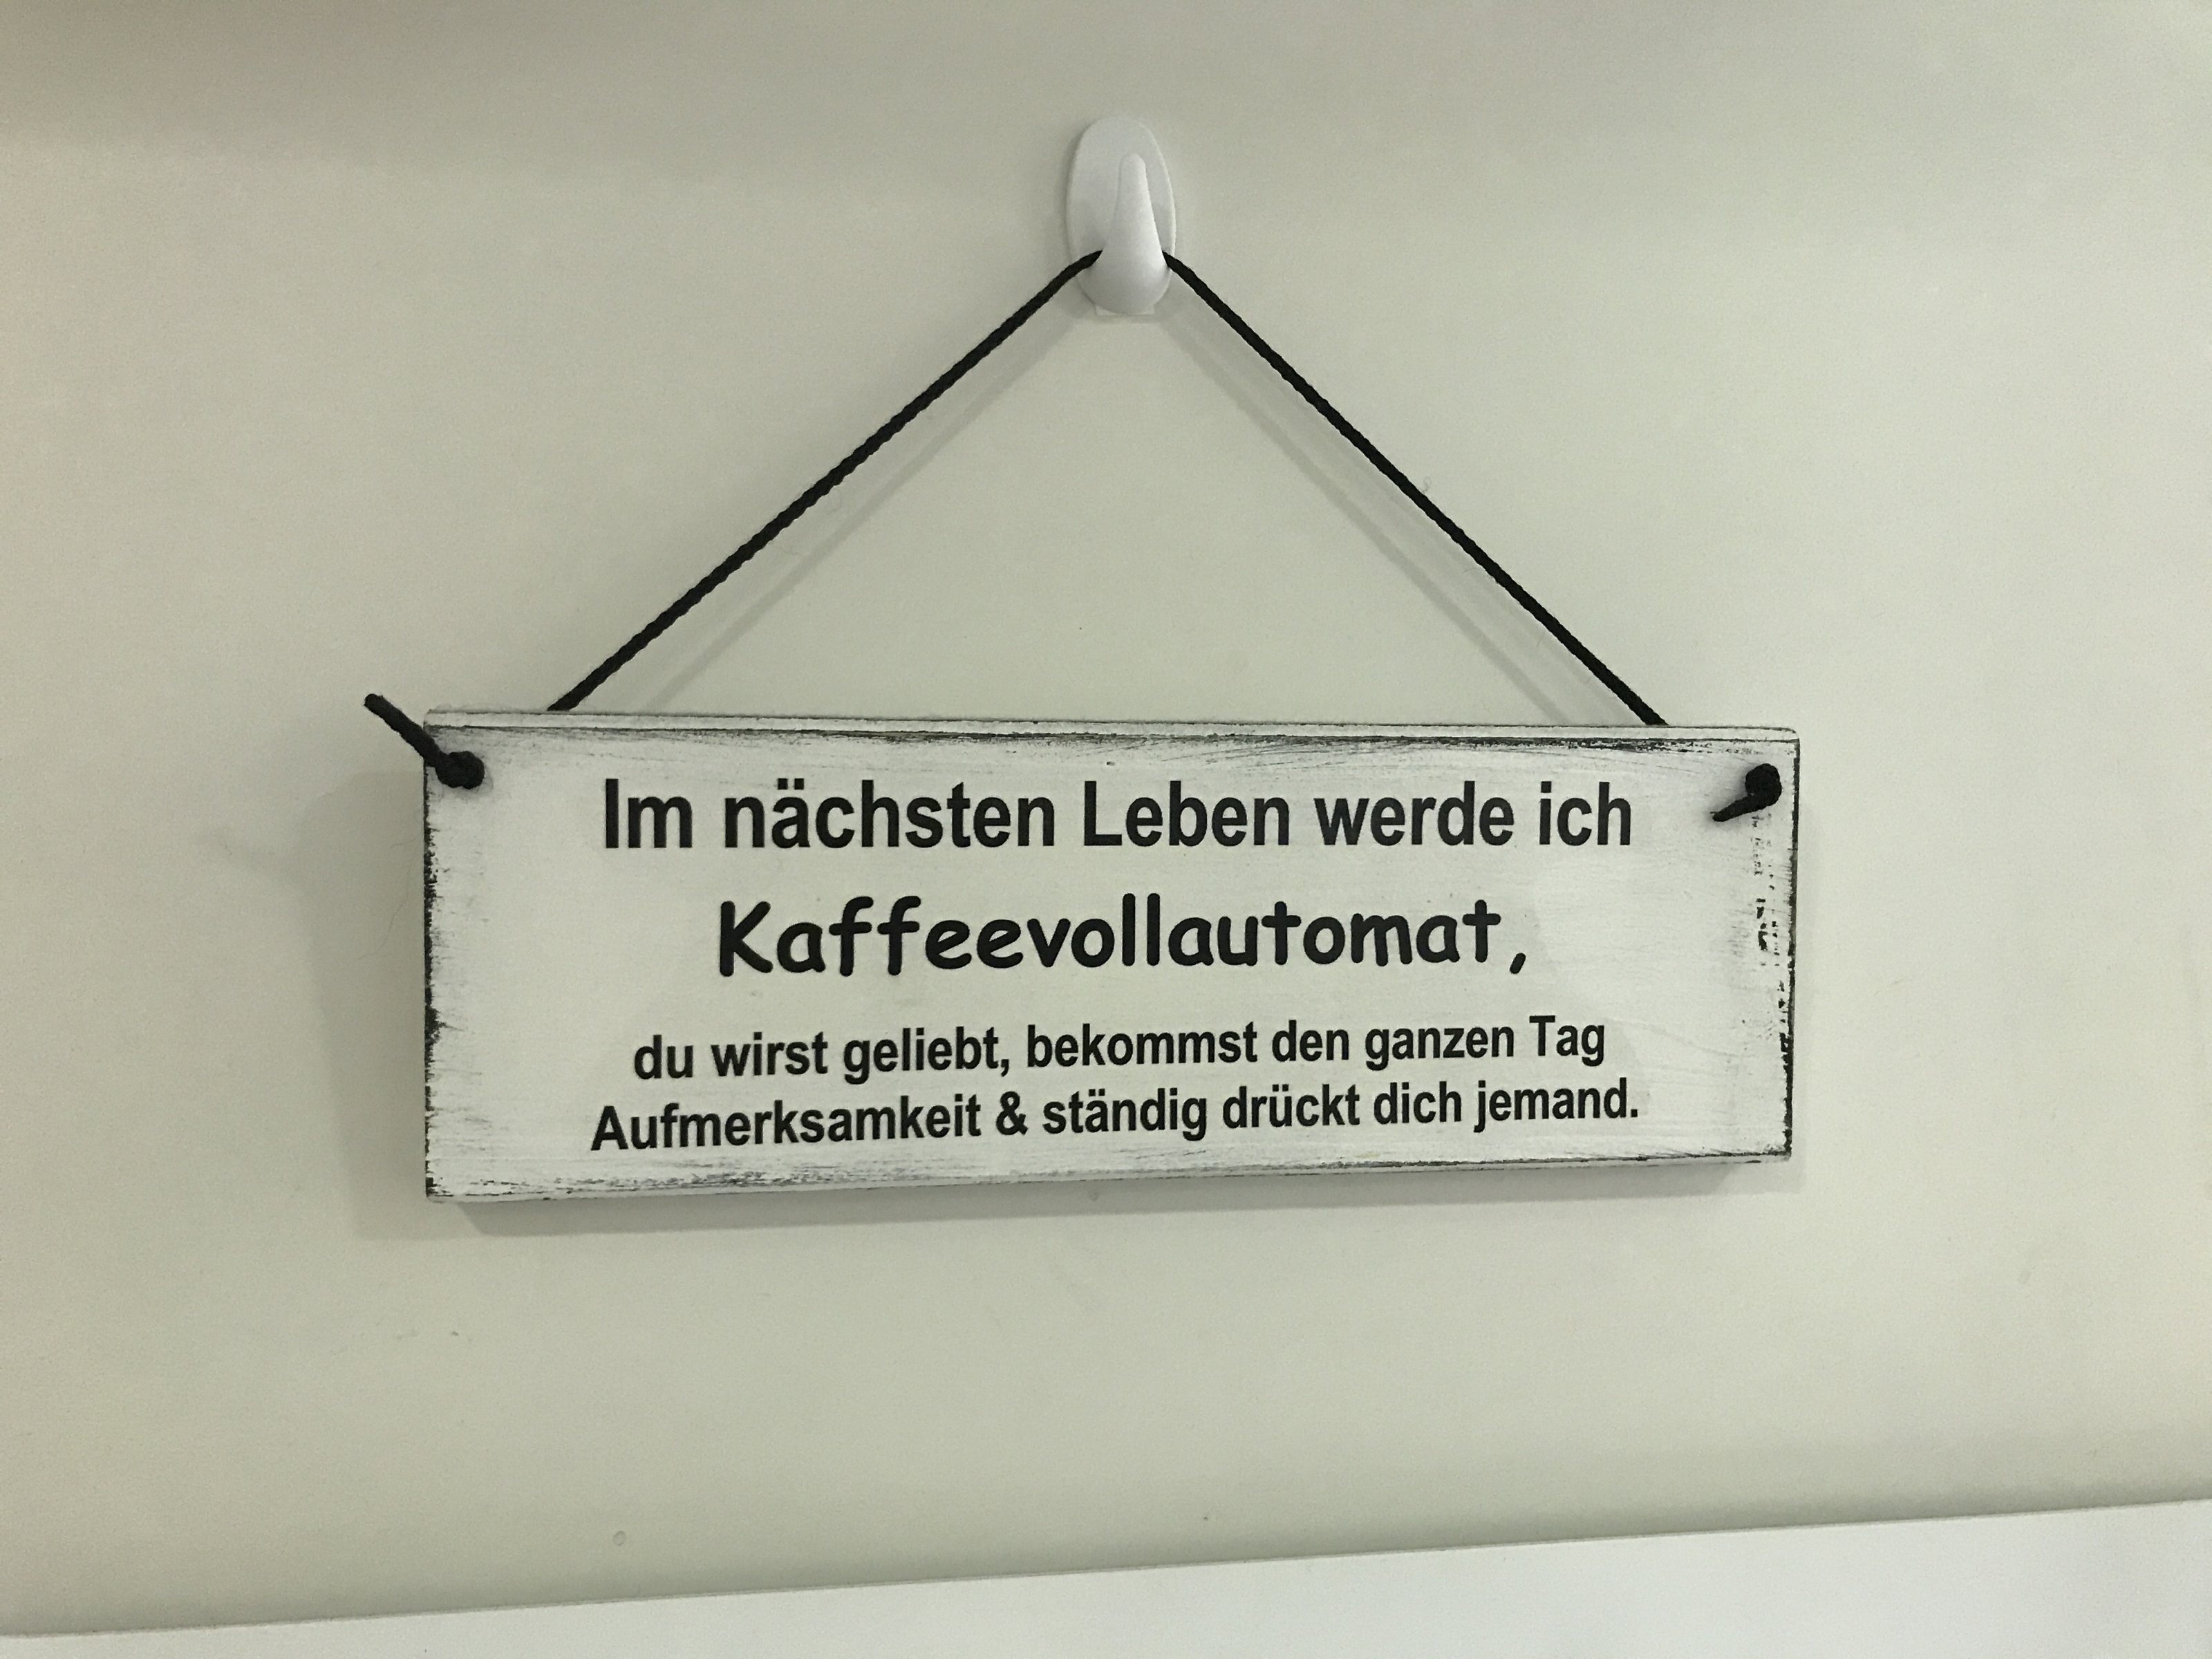 Im nächsten Leben werde ich
Kaffeevollautomat,
du wirst geliebt, bekommst den ganzen Tag
Aufmerksamkeit & ständig drückt dich jemand.